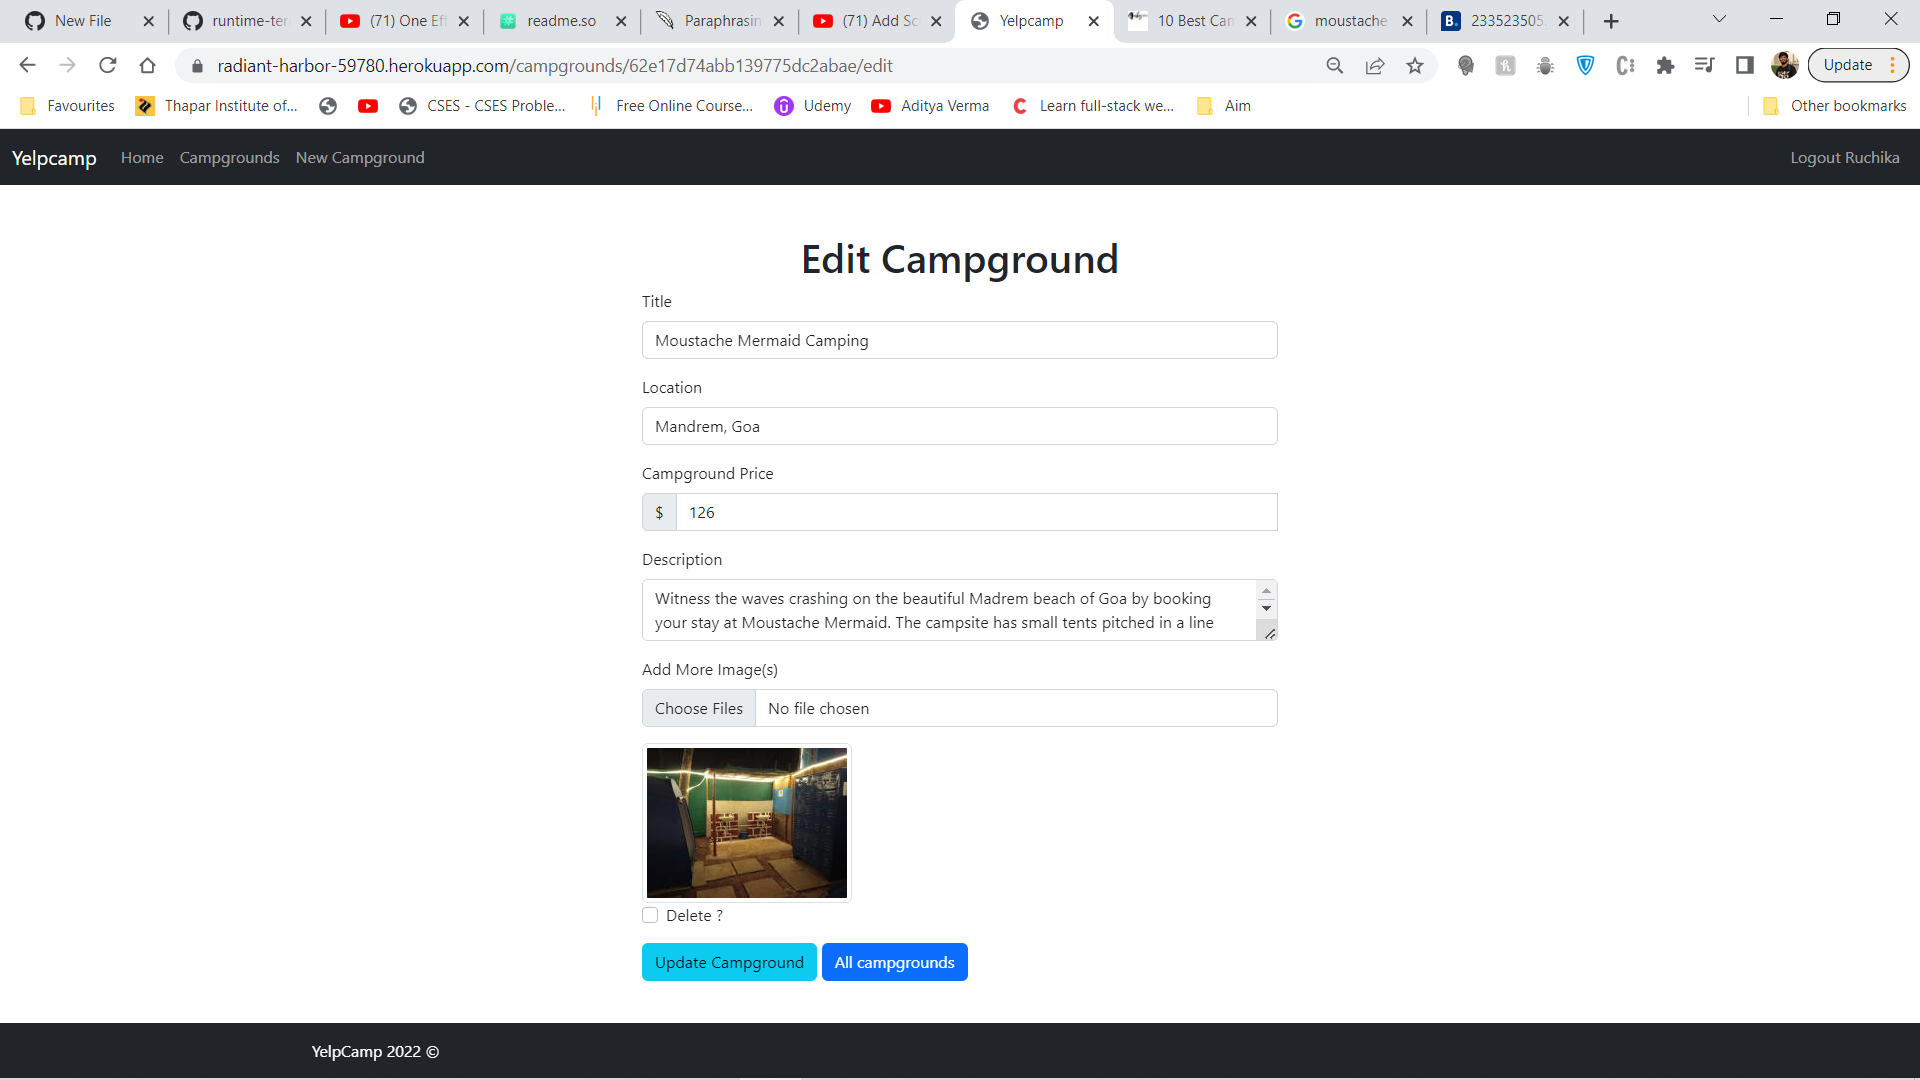 New File
runtime-ter
(71) One Eff
readme.so
Paraphrasin
(71) Add Sc
Yelpcamp
10 Best Can
moustache
B. 233523505.
radiant-harbor-59780.herokuapp.com/campgrounds/62e17d74abb139775dc2abae/edit
Update
Favourites
Thapar Institute of...
CSES - CSES Proble...
Free Online Course...
Udemy
Aditya Verma
Learn full-stack we...
Aim
Other bookmarks
Yelpcamp
Home
Campgrounds
New Campground
Logout Ruchika
Edit Campground
Title
Moustache Mermaid Camping
Location
Mandrem, Goa
Campground Price
$ 126
Description
Witness the waves crashing on the beautiful Madrem beach of Goa by booking
your stay at Moustache Mermaid. The campsite has small tents pitched in a line
Add More Image(s)
Choose Files No file chosen
Delete ?
Update Campground
All campgrounds
YelpCamp 2022 ©